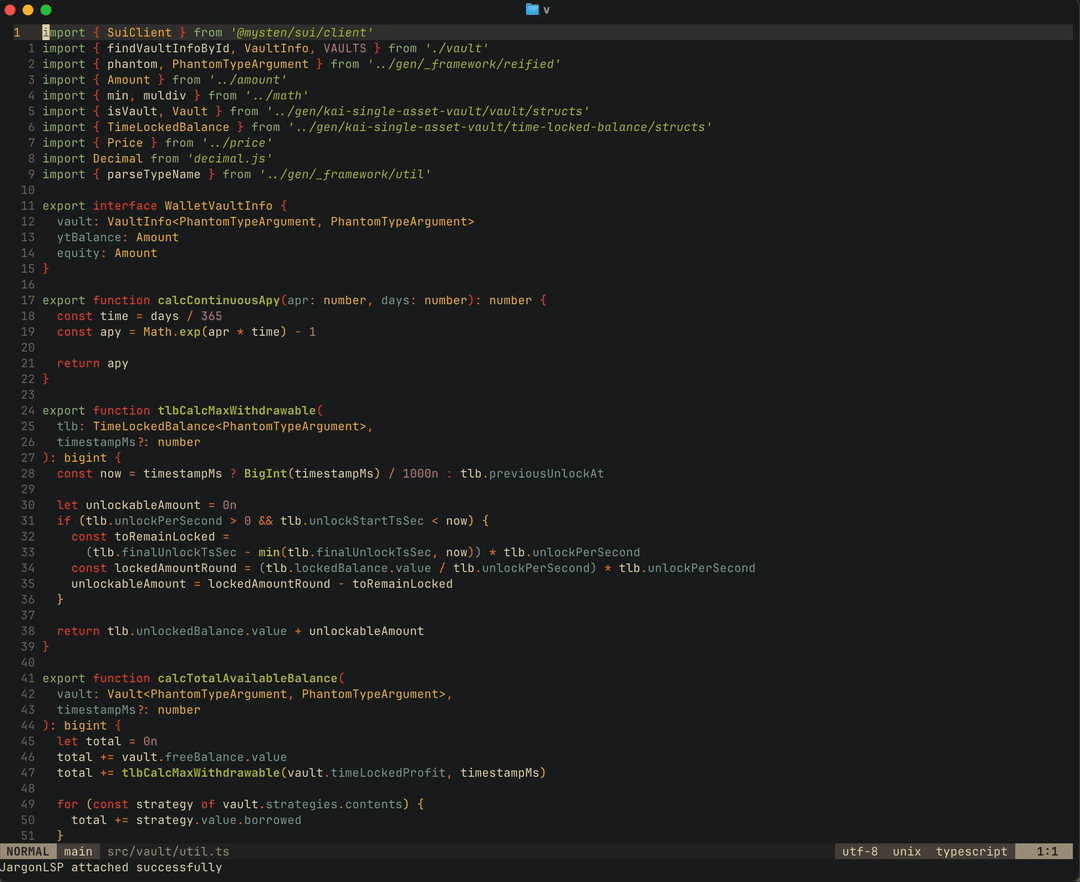 v
1 import { SuiClient } from '@mysten/sui/client'
1 import { findVaultInfoById, VaultInfo, VAULTS } from './vault'
2 import { phantom, PhantomTypeArgument } from '../gen/_framework/reified'
3 import { Amount } from '../amount'
4 import { min, muldiv } from '../math'
5 import { isVault, Vault } from '../gen/kai-single-asset-vault/vault/structs'
6 import { TimeLockedBalance } from '../gen/kai-single-asset-vault/time-locked-balance/structs'
7 import { Price } from '../price'
8 import Decimal from 'decimal.js'
9 import { parseTypeName } from '../gen/_framework/util'
10
11 export interface WalletVaultInfo {
12   vault: VaultInfo<PhantomTypeArgument, PhantomTypeArgument>
13   ytBalance: Amount
14   equity: Amount
15 }
16
17 export function calcContinuousApy(apr: number, days: number): number {
18   const time = days / 365
19   const apy = Math.exp(apr * time) - 1
20
21   return apy
22 }
23
24 export function tlbCalcMaxWithdrawable(
25   tlb: TimeLockedBalance<PhantomTypeArgument>,
26   timestampMs?: number
27 ): bigint {
28   const now = timestampMs ? BigInt(timestampMs) / 1000n : tlb.previousUnlockAt
29
30   let unlockableAmount = 0n
31   if (tlb.unlockPerSecond > 0 && tlb.unlockStartTsSec < now) {
32     const toRemainLocked =
33       (tlb.finalUnlockTsSec - min(tlb.finalUnlockTsSec, now)) * tlb.unlockPerSecond
34     const lockedAmountRound = (tlb.lockedBalance.value / tlb.unlockPerSecond) * tlb.unlockPerSecond
35     unlockableAmount = lockedAmountRound - toRemainLocked
36   }
37
38   return tlb.unlockedBalance.value + unlockableAmount
39 }
40
41 export function calcTotalAvailableBalance(
42   vault: Vault<PhantomTypeArgument, PhantomTypeArgument>,
43   timestampMs?: number
44 ): bigint {
45   let total = 0n
46   total += vault.freeBalance.value
47   total += tlbCalcMaxWithdrawable(vault.timeLockedProfit, timestampMs)
48
49   for (const strategy of vault.strategies.contents) {
50     total += strategy.value.borrowed
51   }
NORMAL main src/vault/util.ts utf-8 unix typescript 1:1
JargonLSP attached successfully